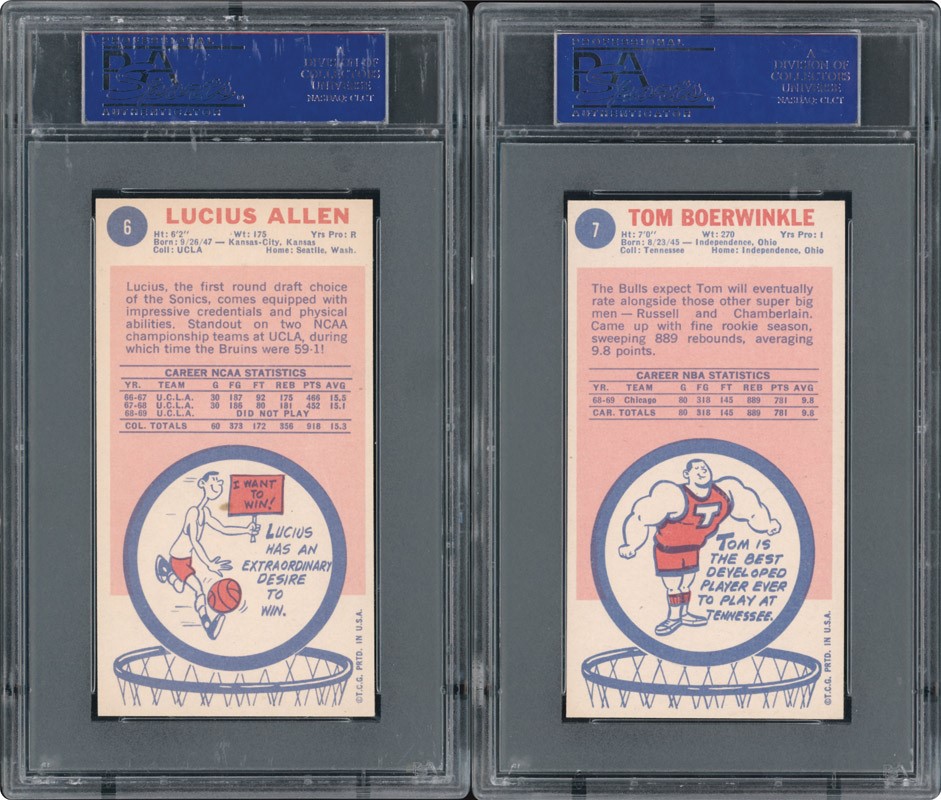 PROFESSIONAL
PSA
Sports
AUTHENTICATOR
DIVISION OF
COLLECTORS
UNIVERSE
NASDAQ: CLCT
6
LUCIUS ALLEN
Ht: 6'2" Wt: 175 Yrs Pro: R
Born: 9/26/47 — Kansas-City, Kansas
Coll: UCLA Home: Seattle, Wash.
Lucius, the first round draft choice
of the Sonics, comes equipped with
impressive credentials and physical
abilities. Standout on two NCAA
championship teams at UCLA, during
which time the Bruins were 59-1!
CAREER NCAA STATISTICS
YR. TEAM G FG FT REB PTS AVG
66-67 U.C.L.A. 30 187 92 175 466 15.5
67-68 U.C.L.A. 30 186 80 181 452 15.1
68-69 U.C.L.A. DID NOT PLAY
COL. TOTALS 60 373 172 356 918 15.3
I WANT
TO
WIN!
LUCIUS
HAS AN
EXTRAORDINARY
DESIRE
TO
WIN.
©T.C.G. PRTD. IN U.S.A.
PROFESSIONAL
PSA
Sports
AUTHENTICATOR
A
DIVISION OF
COLLECTORS
UNIVERSE
NASDAQ: CLCT
7
TOM BOERWINKLE
Ht: 7'0" Wt: 270 Yrs Pro: 1
Born: 8/23/45 — Independence, Ohio
Coll: Tennessee Home: Independence, Ohio
The Bulls expect Tom will eventually
rate alongside those other super big
men — Russell and Chamberlain.
Came up with fine rookie season,
sweeping 889 rebounds, averaging
9.8 points.
CAREER NBA STATISTICS
YR. TEAM G FG FT REB PTS AVG
68-69 Chicago 80 318 145 889 781 9.8
CAR. TOTALS 80 318 145 889 781 9.8
T
TOM IS
THE BEST
DEVELOPED
PLAYER EVER
TO PLAY AT
TENNESSEE.
©T.C.G. PRTD. IN U.S.A.